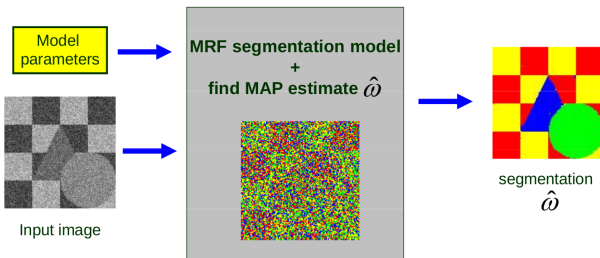 Model
parameters
Input image
MRF segmentation model
+
find MAP estimate ω̂
segmentation
ω̂